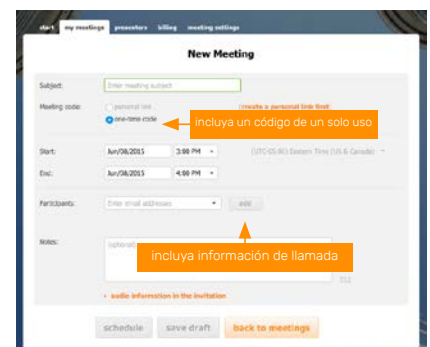 start my meetings presenters billing meeting settings
New Meeting
Subject: Enter meeting subject
Meeting code: personal link (create a personal link first)
one-time code
incluya un código de un solo uso
Start: Jun/08/2015 3:00 PM (UTC-05:00) Eastern Time (US & Canada)
End: Jun/08/2015 4:00 PM
Participants: Enter email addresses add
Notes: (optional)
incluya información de llamada
512
+ audio information in the invitation
schedule save draft back to meetings